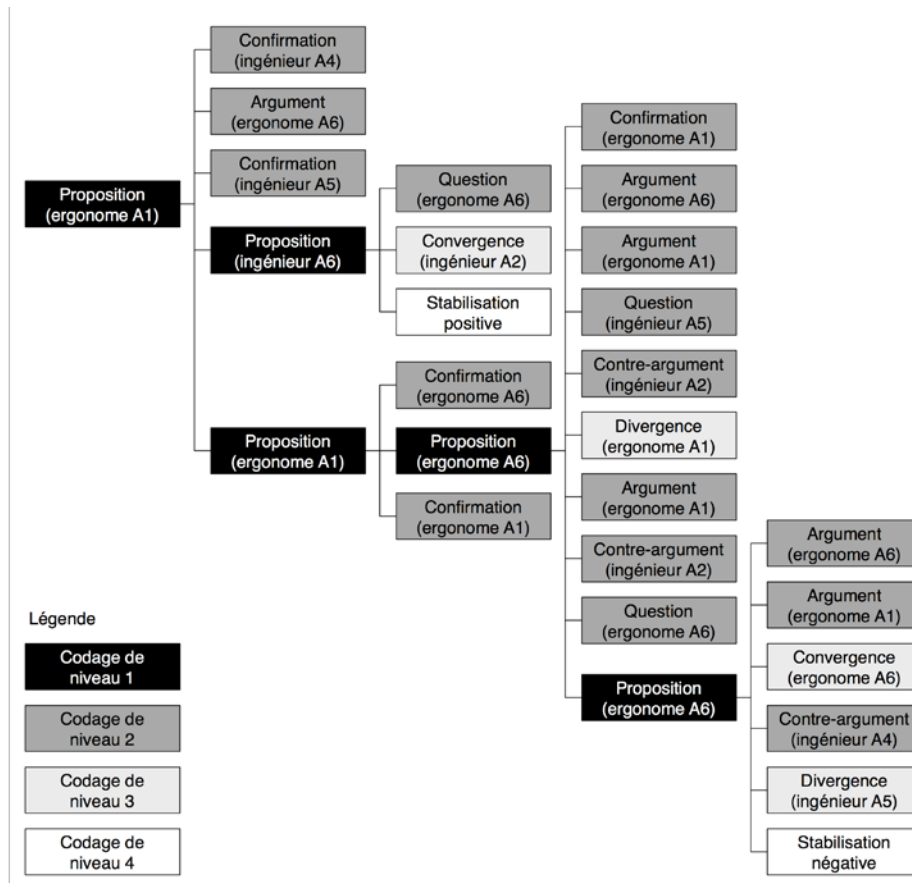 Confirmation
(ingénieur A4)
Argument
(ergonome A6)
Confirmation
(ingénieur A5)
Proposition
(ergonome A1)
Proposition
(ingénieur A6)
Proposition
(ergonome A1)
Question
(ergonome A6)
Convergence
(ingénieur A2)
Stabilisation
positive
Confirmation
(ergonome A6)
Proposition
(ergonome A6)
Confirmation
(ergonome A1)
Confirmation
(ergonome A1)
Argument
(ergonome A6)
Argument
(ergonome A1)
Question
(ingénieur A5)
Contre-argument
(ingénieur A2)
Divergence
(ergonome A1)
Argument
(ergonome A1)
Contre-argument
(ingénieur A2)
Question
(ergonome A6)
Proposition
(ergonome A6)
Argument
(ergonome A6)
Argument
(ergonome A1)
Convergence
(ergonome A6)
Contre-argument
(ingénieur A4)
Divergence
(ingénieur A5)
Stabilisation
négative
Légende
Codage de
niveau 1
Codage de
niveau 2
Codage de
niveau 3
Codage de
niveau 4